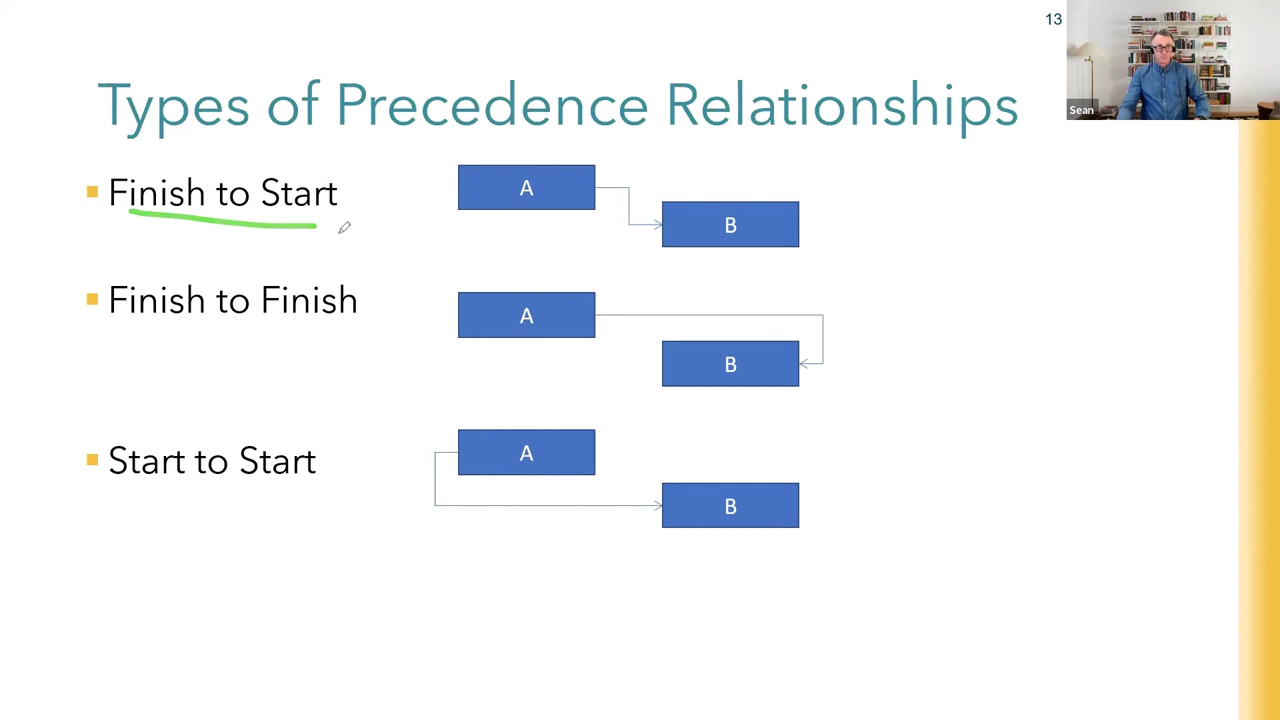 13
Sean
Types of Precedence Relationships
Finish to Start
A
B
Finish to Finish
A
B
Start to Start
A
B